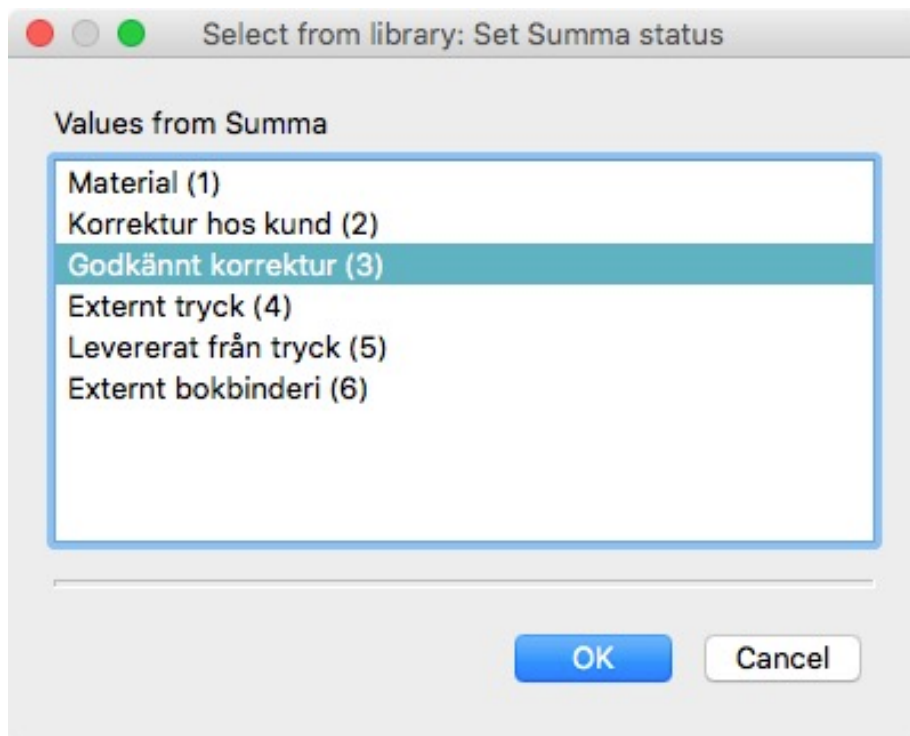 Select from library: Set Summa status
Values from Summa
Material (1)
Korrektur hos kund (2)
Godkännt korrektur (3)
Externt tryck (4)
Levererat från tryck (5)
Externt bokbinderi (6)
OK
Cancel